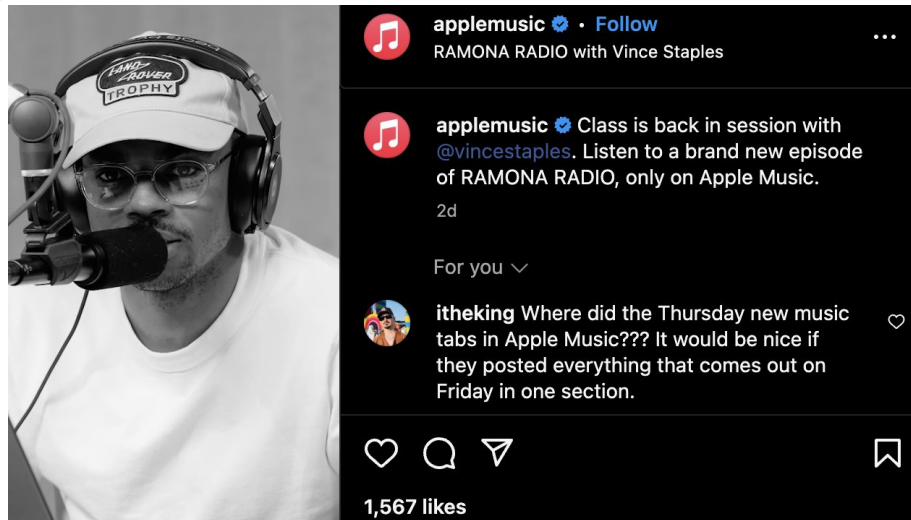 LAND
ROVER
TROPHY
applemusic • Follow
RAMONA RADIO with Vince Staples
applemusic Class is back in session with
@vincestaples. Listen to a brand new episode
of RAMONA RADIO, only on Apple Music.
2d
For you
itheking Where did the Thursday new music
tabs in Apple Music??? It would be nice if
they posted everything that comes out on
Friday in one section.
1,567 likes